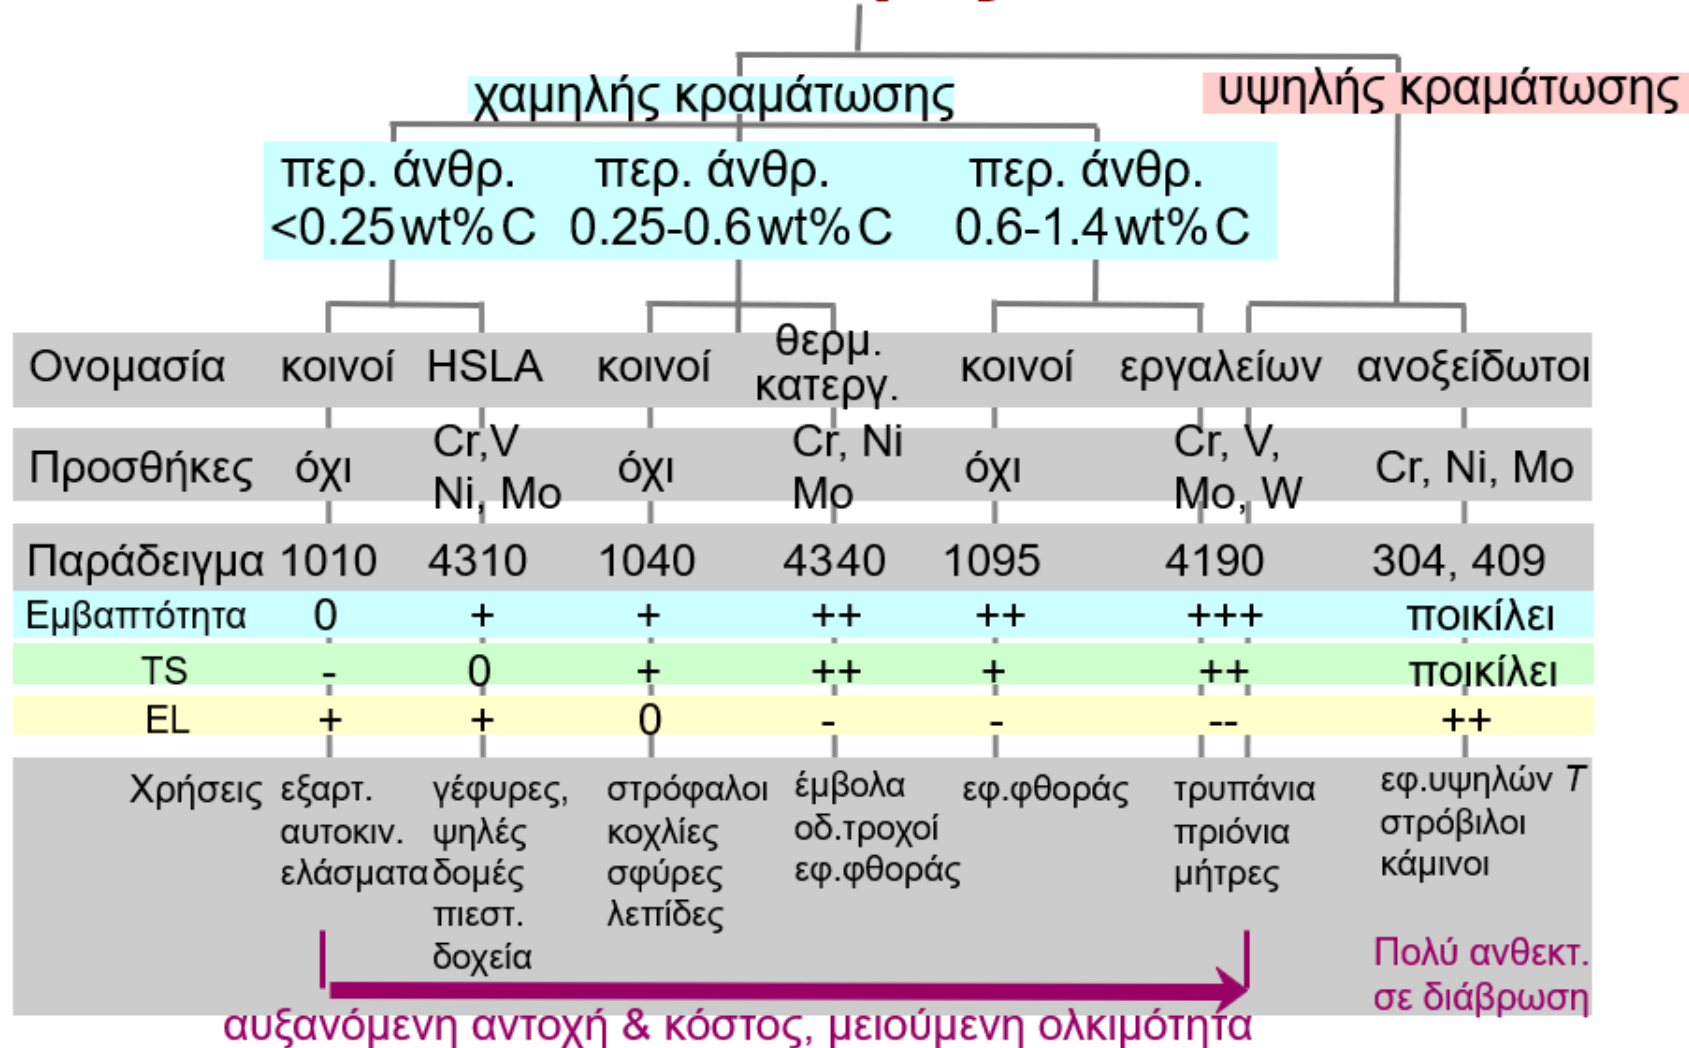 χαμηλής κραμάτωσης υψηλής κραμάτωσης
περ. άνθρ. περ. άνθρ. περ. άνθρ.
<0.25 wt% C 0.25-0.6 wt% C 0.6-1.4 wt% C
Ονομασία κοινοί HSLA κοινοί θερμ. κατεργ. κοινοί εργαλείων ανοξείδωτοι
Προσθήκες όχι Cr,V Ni, Mo όχι Cr, Ni Mo όχι Cr, V, Mo, W Cr, Ni, Mo
Παράδειγμα 1010 4310 1040 4340 1095 4190 304, 409
Εμβαπτότητα 0 + + ++ ++ +++ ποικίλει
TS - 0 + ++ + ++ ποικίλει
EL + + 0 - - -- ++
Χρήσεις εξαρτ. γέφυρες, στρόφαλοι έμβολα εφ.φθοράς τρυπάνια εφ.υψηλών T
αυτοκιν. ψηλές κοχλίες οδ.τροχοί πριόνια στρόβιλοι
ελάσματα δομές σφύρες εφ.φθοράς μήτρες κάμινοι
πιεστ. λεπίδες
δοχεία
Πολύ ανθεκτ.
σε διάβρωση
αυξανόμενη αντοχή & κόστος, μειούμενη ολκιμότητα